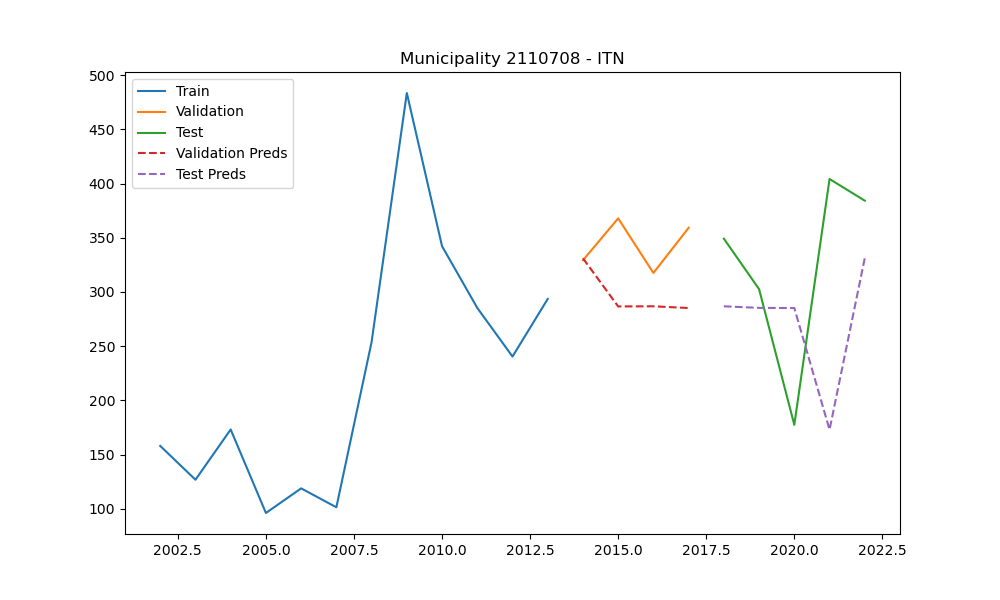 Municipality 2110708 - ITN
500
450
400
350
300
250
200
150
100
Train
Validation
Test
Validation Preds
Test Preds
2002.5 2005.0 2007.5 2010.0 2012.5 2015.0 2017.5 2020.0 2022.5